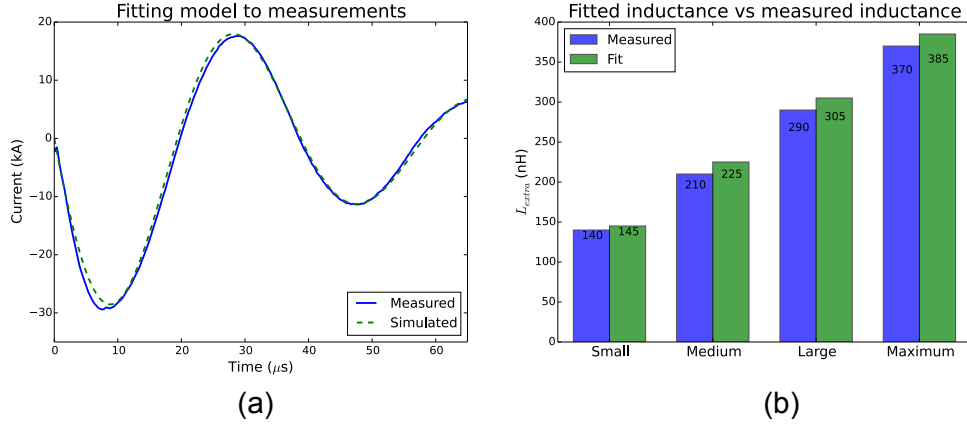 Fitting model to measurements
20
10
0
−10
−20
−30
Current (kA)
0 10 20 30 40 50 60
Time (μs)
Measured
Simulated
(a)
Fitted inductance vs measured inductance
400
350
300
250
200
150
100
50
0
L_extra (nH)
Measured
Fit
140 145 210 225 290 305 370 385
Small Medium Large Maximum
(b)